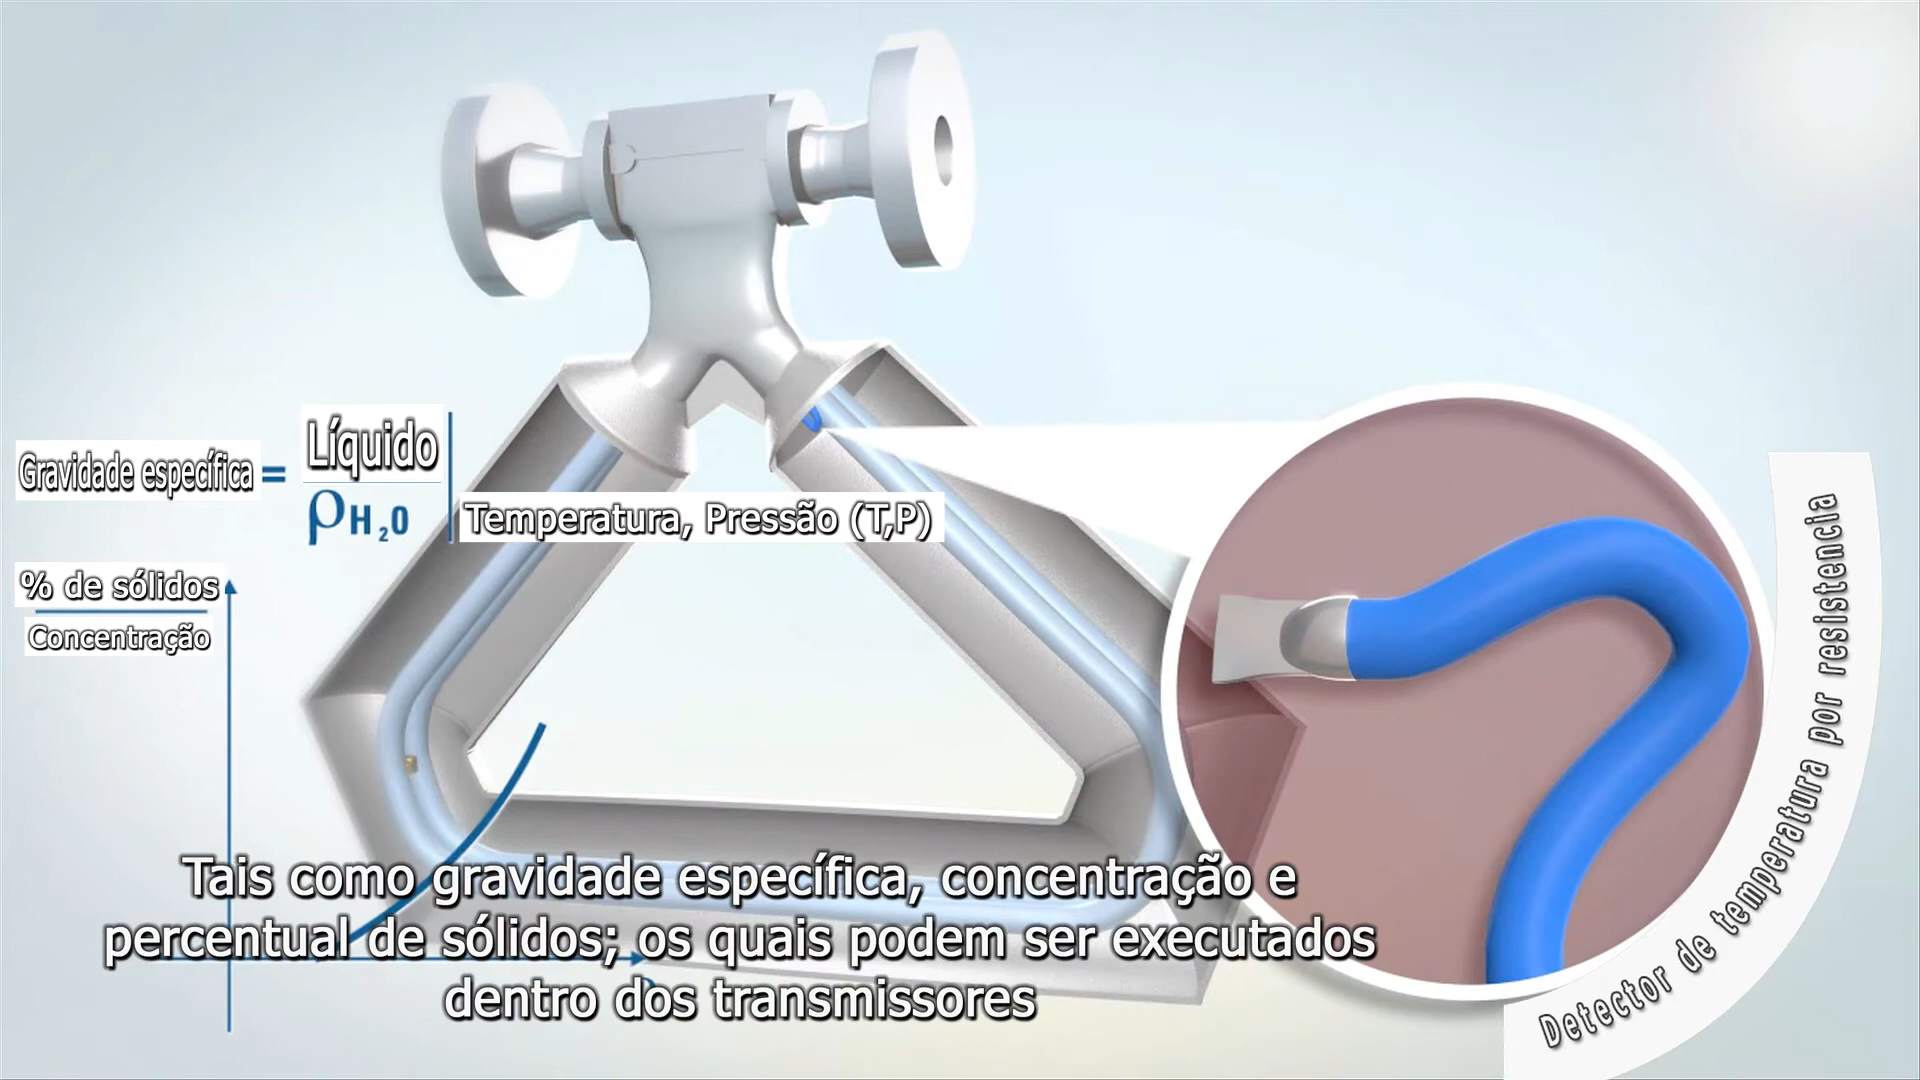 Líquido
Gravidade específica =
ρH₂O
Temperatura, Pressão (T,P)
% de sólidos
Concentração
Detector de temperatura por resistencia
Tais como gravidade específica, concentração e
percentual de sólidos; os quais podem ser executados
dentro dos transmissores